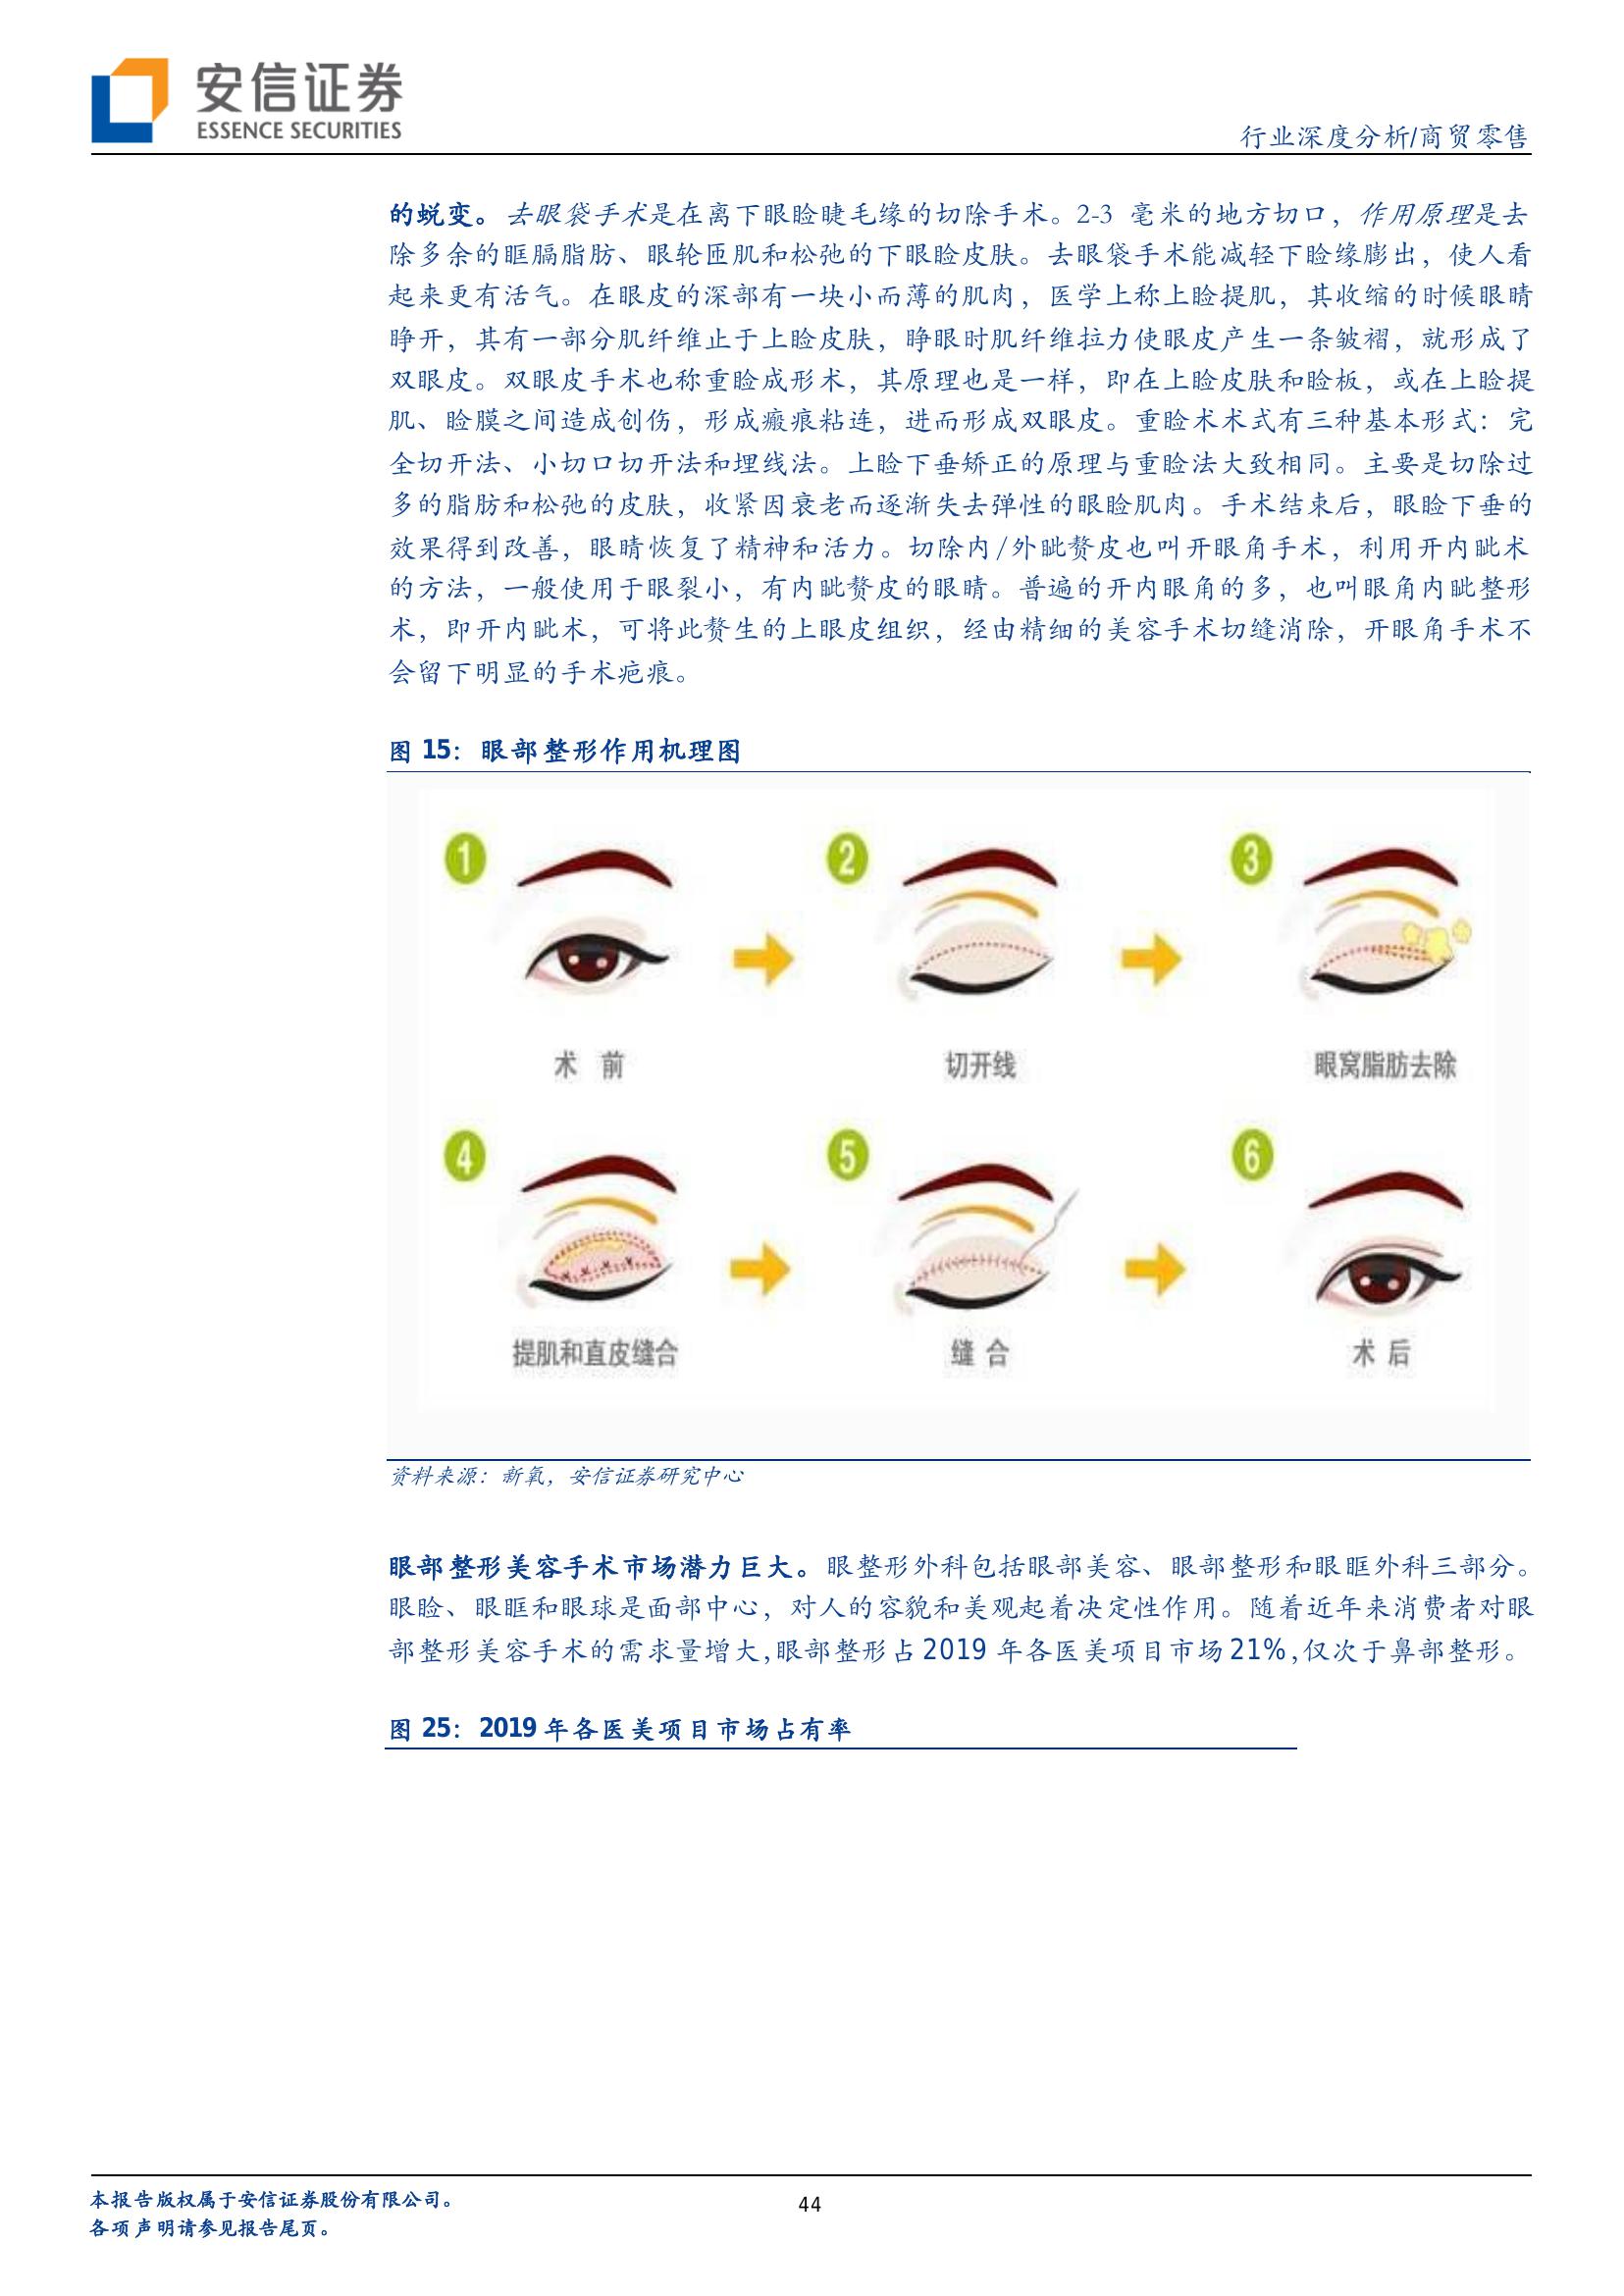 安信证券
ESSENCE SECURITIES
行业深度分析/商贸零售
的蜕变。去眼袋手术是在离下眼睑睫毛缘的切除手术。2-3 毫米的地方切口，作用原理是去
除多余的眶膈脂肪、眼轮匝肌和松弛的下眼睑皮肤。去眼袋手术能减轻下睑缘膨出，使人看
起来更有活气。在眼皮的深部有一块小而薄的肌肉，医学上称上睑提肌，其收缩的时候眼睛
睁开，其有一部分肌纤维止于上睑皮肤，睁眼时肌纤维拉力使眼皮产生一条皱褶，就形成了
双眼皮。双眼皮手术也称重睑成形术，其原理也是一样，即在上睑皮肤和睑板，或在上睑提
肌、睑膜之间造成创伤，形成瘢痕粘连，进而形成双眼皮。重睑术术式有三种基本形式：完
全切开法、小切口切开法和埋线法。上睑下垂矫正的原理与重睑法大致相同。主要是切除过
多的脂肪和松弛的皮肤，收紧因衰老而逐渐失去弹性的眼睑肌肉。手术结束后，眼睑下垂的
效果得到改善，眼睛恢复了精神和活力。切除内/外眦赘皮也叫开眼角手术，利用开内眦术
的方法，一般使用于眼裂小，有内眦赘皮的眼睛。普遍的开内眼角的多，也叫眼角内眦整形
术，即开内眦术，可将此赘生的上眼皮组织，经由精细的美容手术切缝消除，开眼角手术不
会留下明显的手术疤痕。
图 15：眼部整形作用机理图
1
2
3
术 前
切开线
眼窝脂肪去除
4
5
6
提肌和直皮缝合
缝 合
术 后
资料来源：新氧，安信证券研究中心
眼部整形美容手术市场潜力巨大。眼整形外科包括眼部美容、眼部整形和眼眶外科三部分。
眼睑、眼眶和眼球是面部中心，对人的容貌和美观起着决定性作用。随着近年来消费者对眼
部整形美容手术的需求量增大,眼部整形占 2019 年各医美项目市场 21%,仅次于鼻部整形。
图 25：2019 年各医美项目市场占有率
本报告版权属于安信证券股份有限公司。
44
各项声明请参见报告尾页。